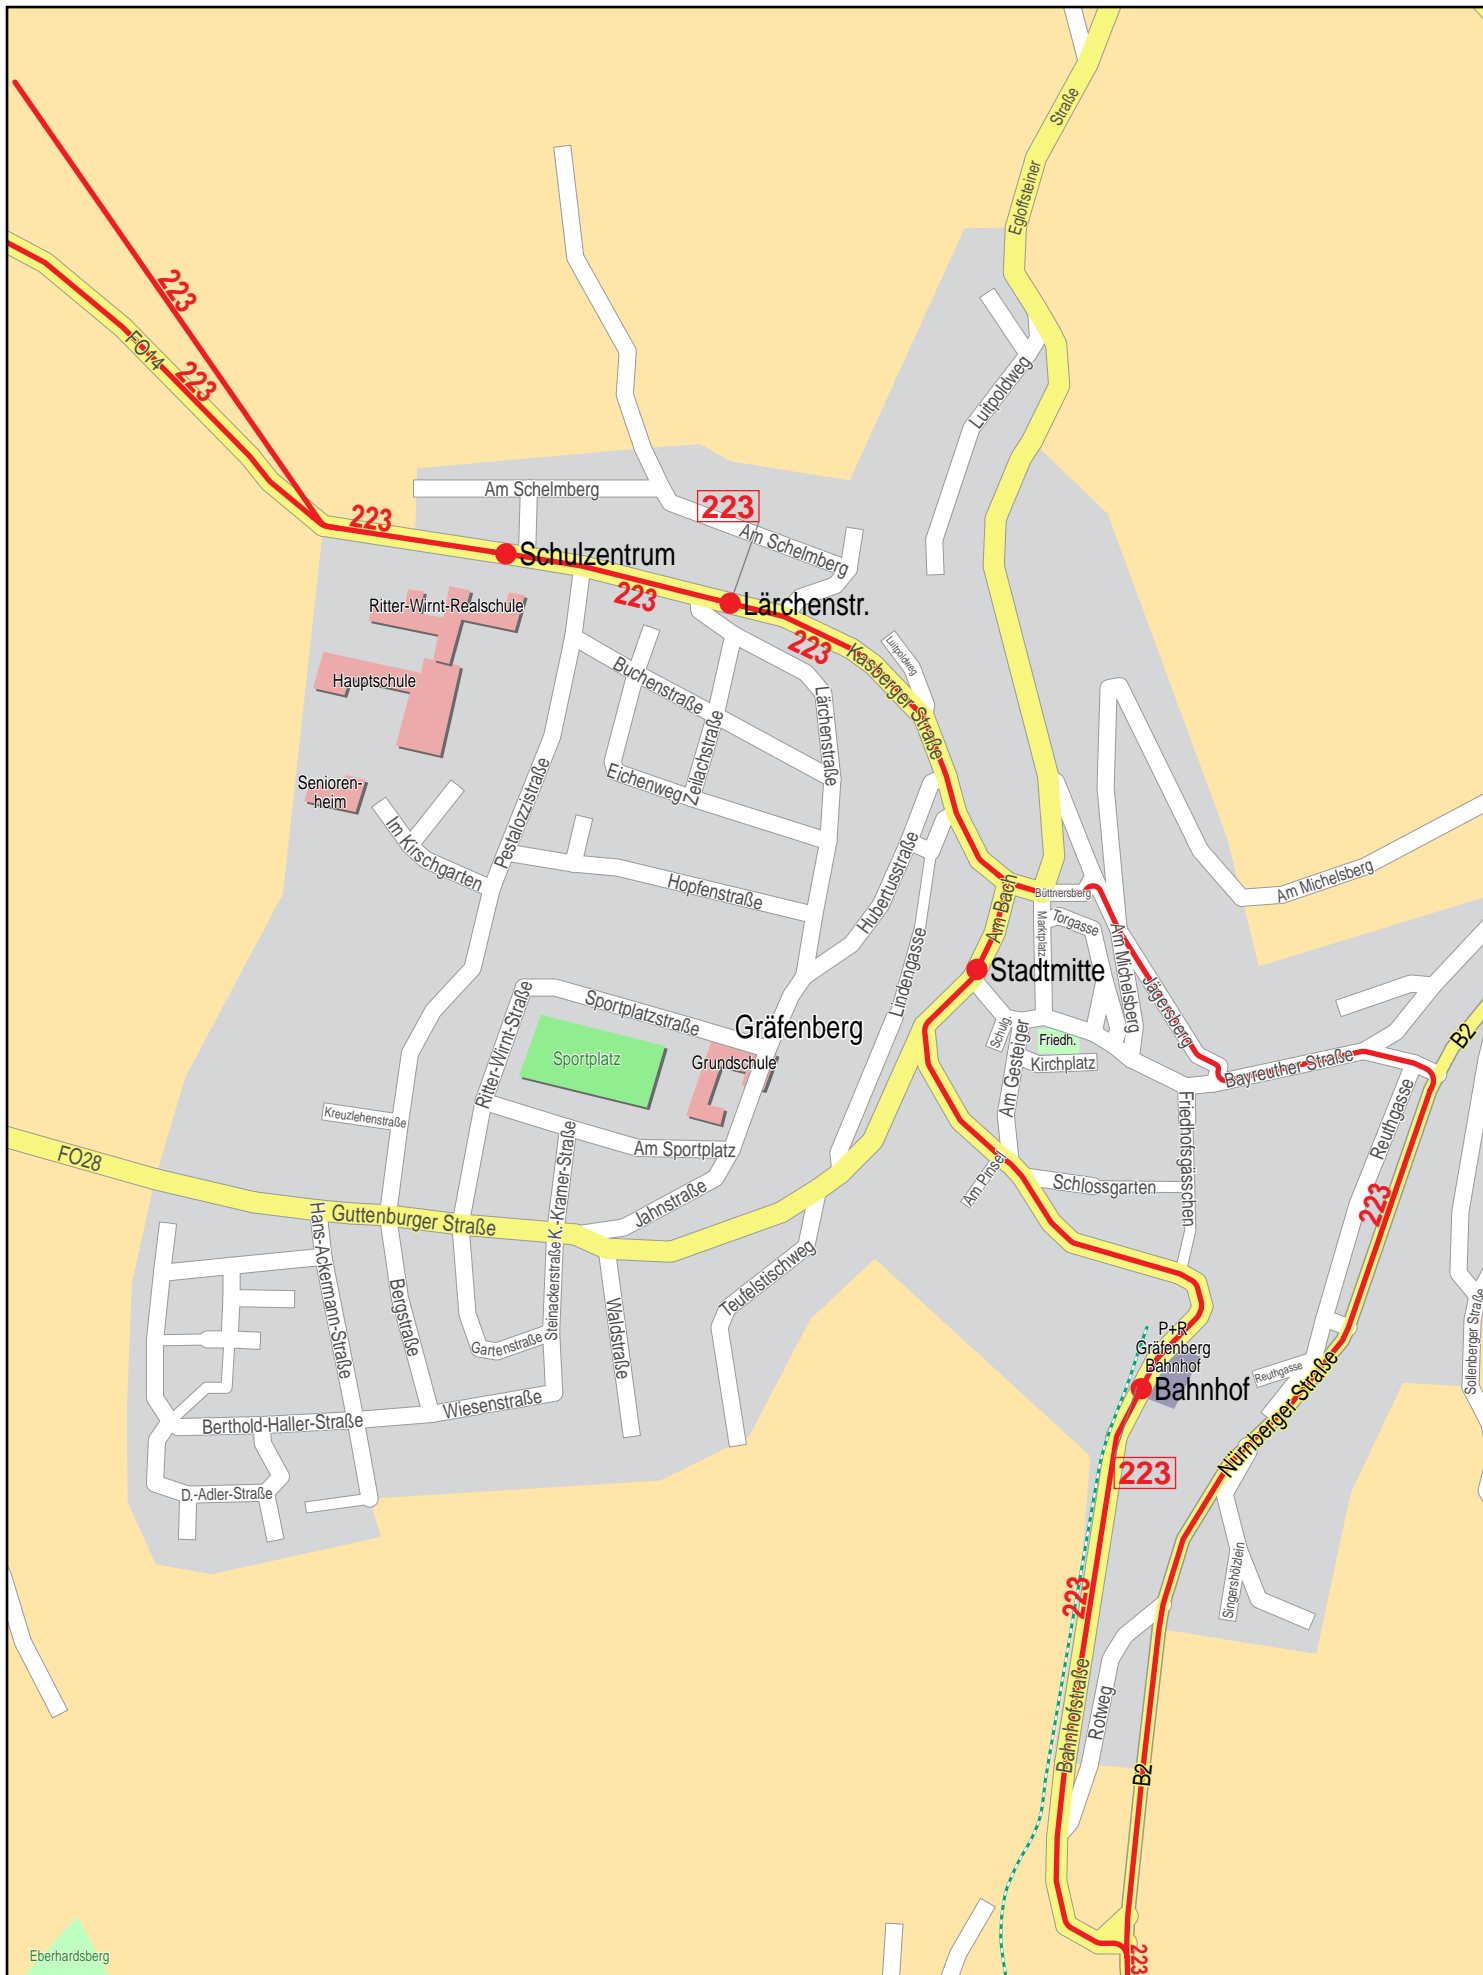 Straße
Egloffsteiner
223
FO14
223
Luitpoldweg
Am Schelmberg
223
223
Am Schelmberg
Schulzentrum
223
Lärchenstr.
Ritter-Wirnt-Realschule
223
Luitpoldweg
Kasberger Straße
Hauptschule
Buchenstraße
Lärchenstraße
Zeilachstraße
Eichenweg
Senioren-
heim
Pestalozzistraße
Im Kirschgarten
Hopfenstraße
Hubertusstraße
Am Michelsberg
Büttnersberg
Am Bach
Marktplatz
Torgasse
Am Michelsberg
Lindengasse
Stadtmitte
Jägersberg
Ritter-Wirnt-Straße
Sportplatzstraße
Gräfenberg
Schulg.
Am Gesteiger
Friedh.
Kirchplatz
B2
Sportplatz
Grundschule
Bayreuther Straße
Reuthgasse
Kreuzlehenstraße
Am Sportplatz
K.-Kramer-Straße
Friedhofsgässchen
FO28
Am Pinsel
Schlossgarten
223
Jahnstraße
Guttenburger Straße
Hans-Ackermann-Straße
Teufelstischweg
Bergstraße
Steinackerstraße
Gartenstraße
Waldstraße
P+R
Gräfenberg
Bahnhof
Bahnhof
Reuthgasse
Sollenberger Straße
Nürnberger Straße
Wiesenstraße
Berthold-Haller-Straße
223
D.-Adler-Straße
Singershölzlein
223
Bahnhofstraße
Rotweg
B2
Eberhardsberg
223